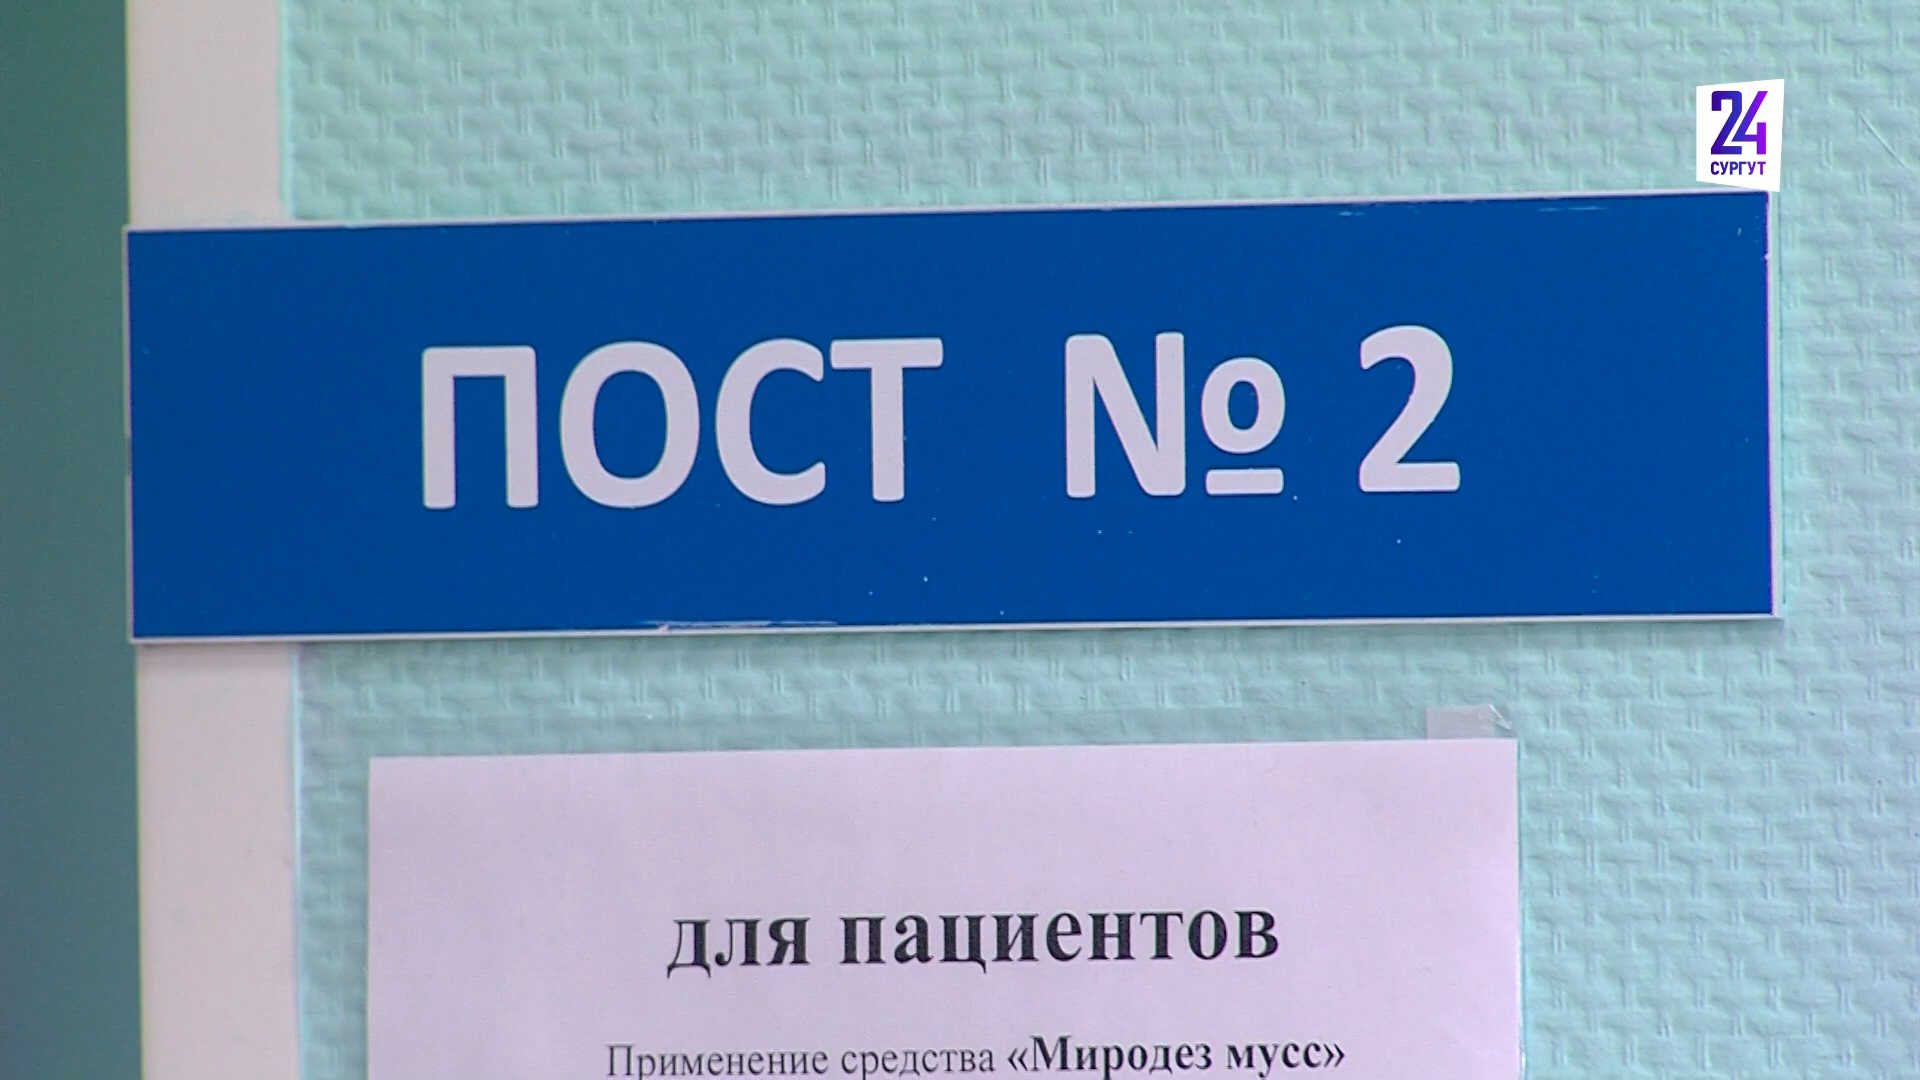 24
СУРГУТ
ПОСТ № 2
для пациентов
Применение средства «Миродез мусс»